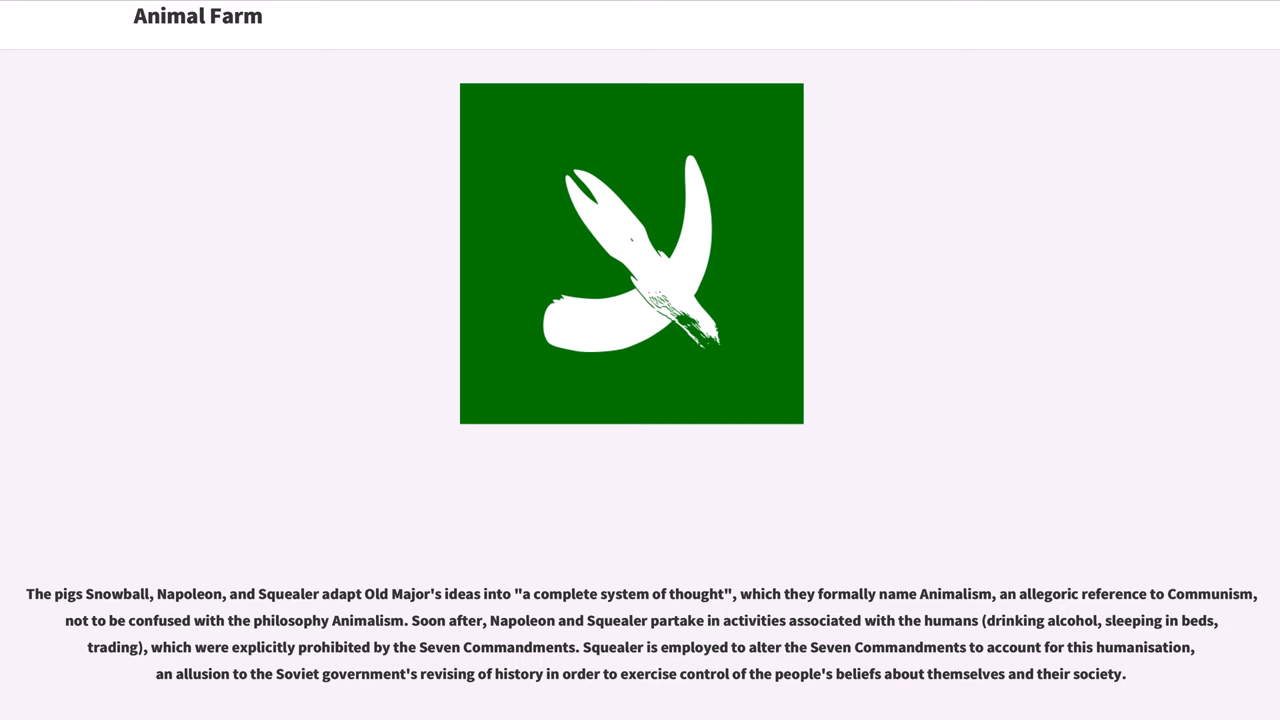 Animal Farm
The pigs Snowball, Napoleon, and Squealer adapt Old Major's ideas into "a complete system of thought", which they formally name Animalism, an allegoric reference to Communism,
not to be confused with the philosophy Animalism. Soon after, Napoleon and Squealer partake in activities associated with the humans (drinking alcohol, sleeping in beds,
trading), which were explicitly prohibited by the Seven Commandments. Squealer is employed to alter the Seven Commandments to account for this humanisation,
an allusion to the Soviet government's revising of history in order to exercise control of the people's beliefs about themselves and their society.